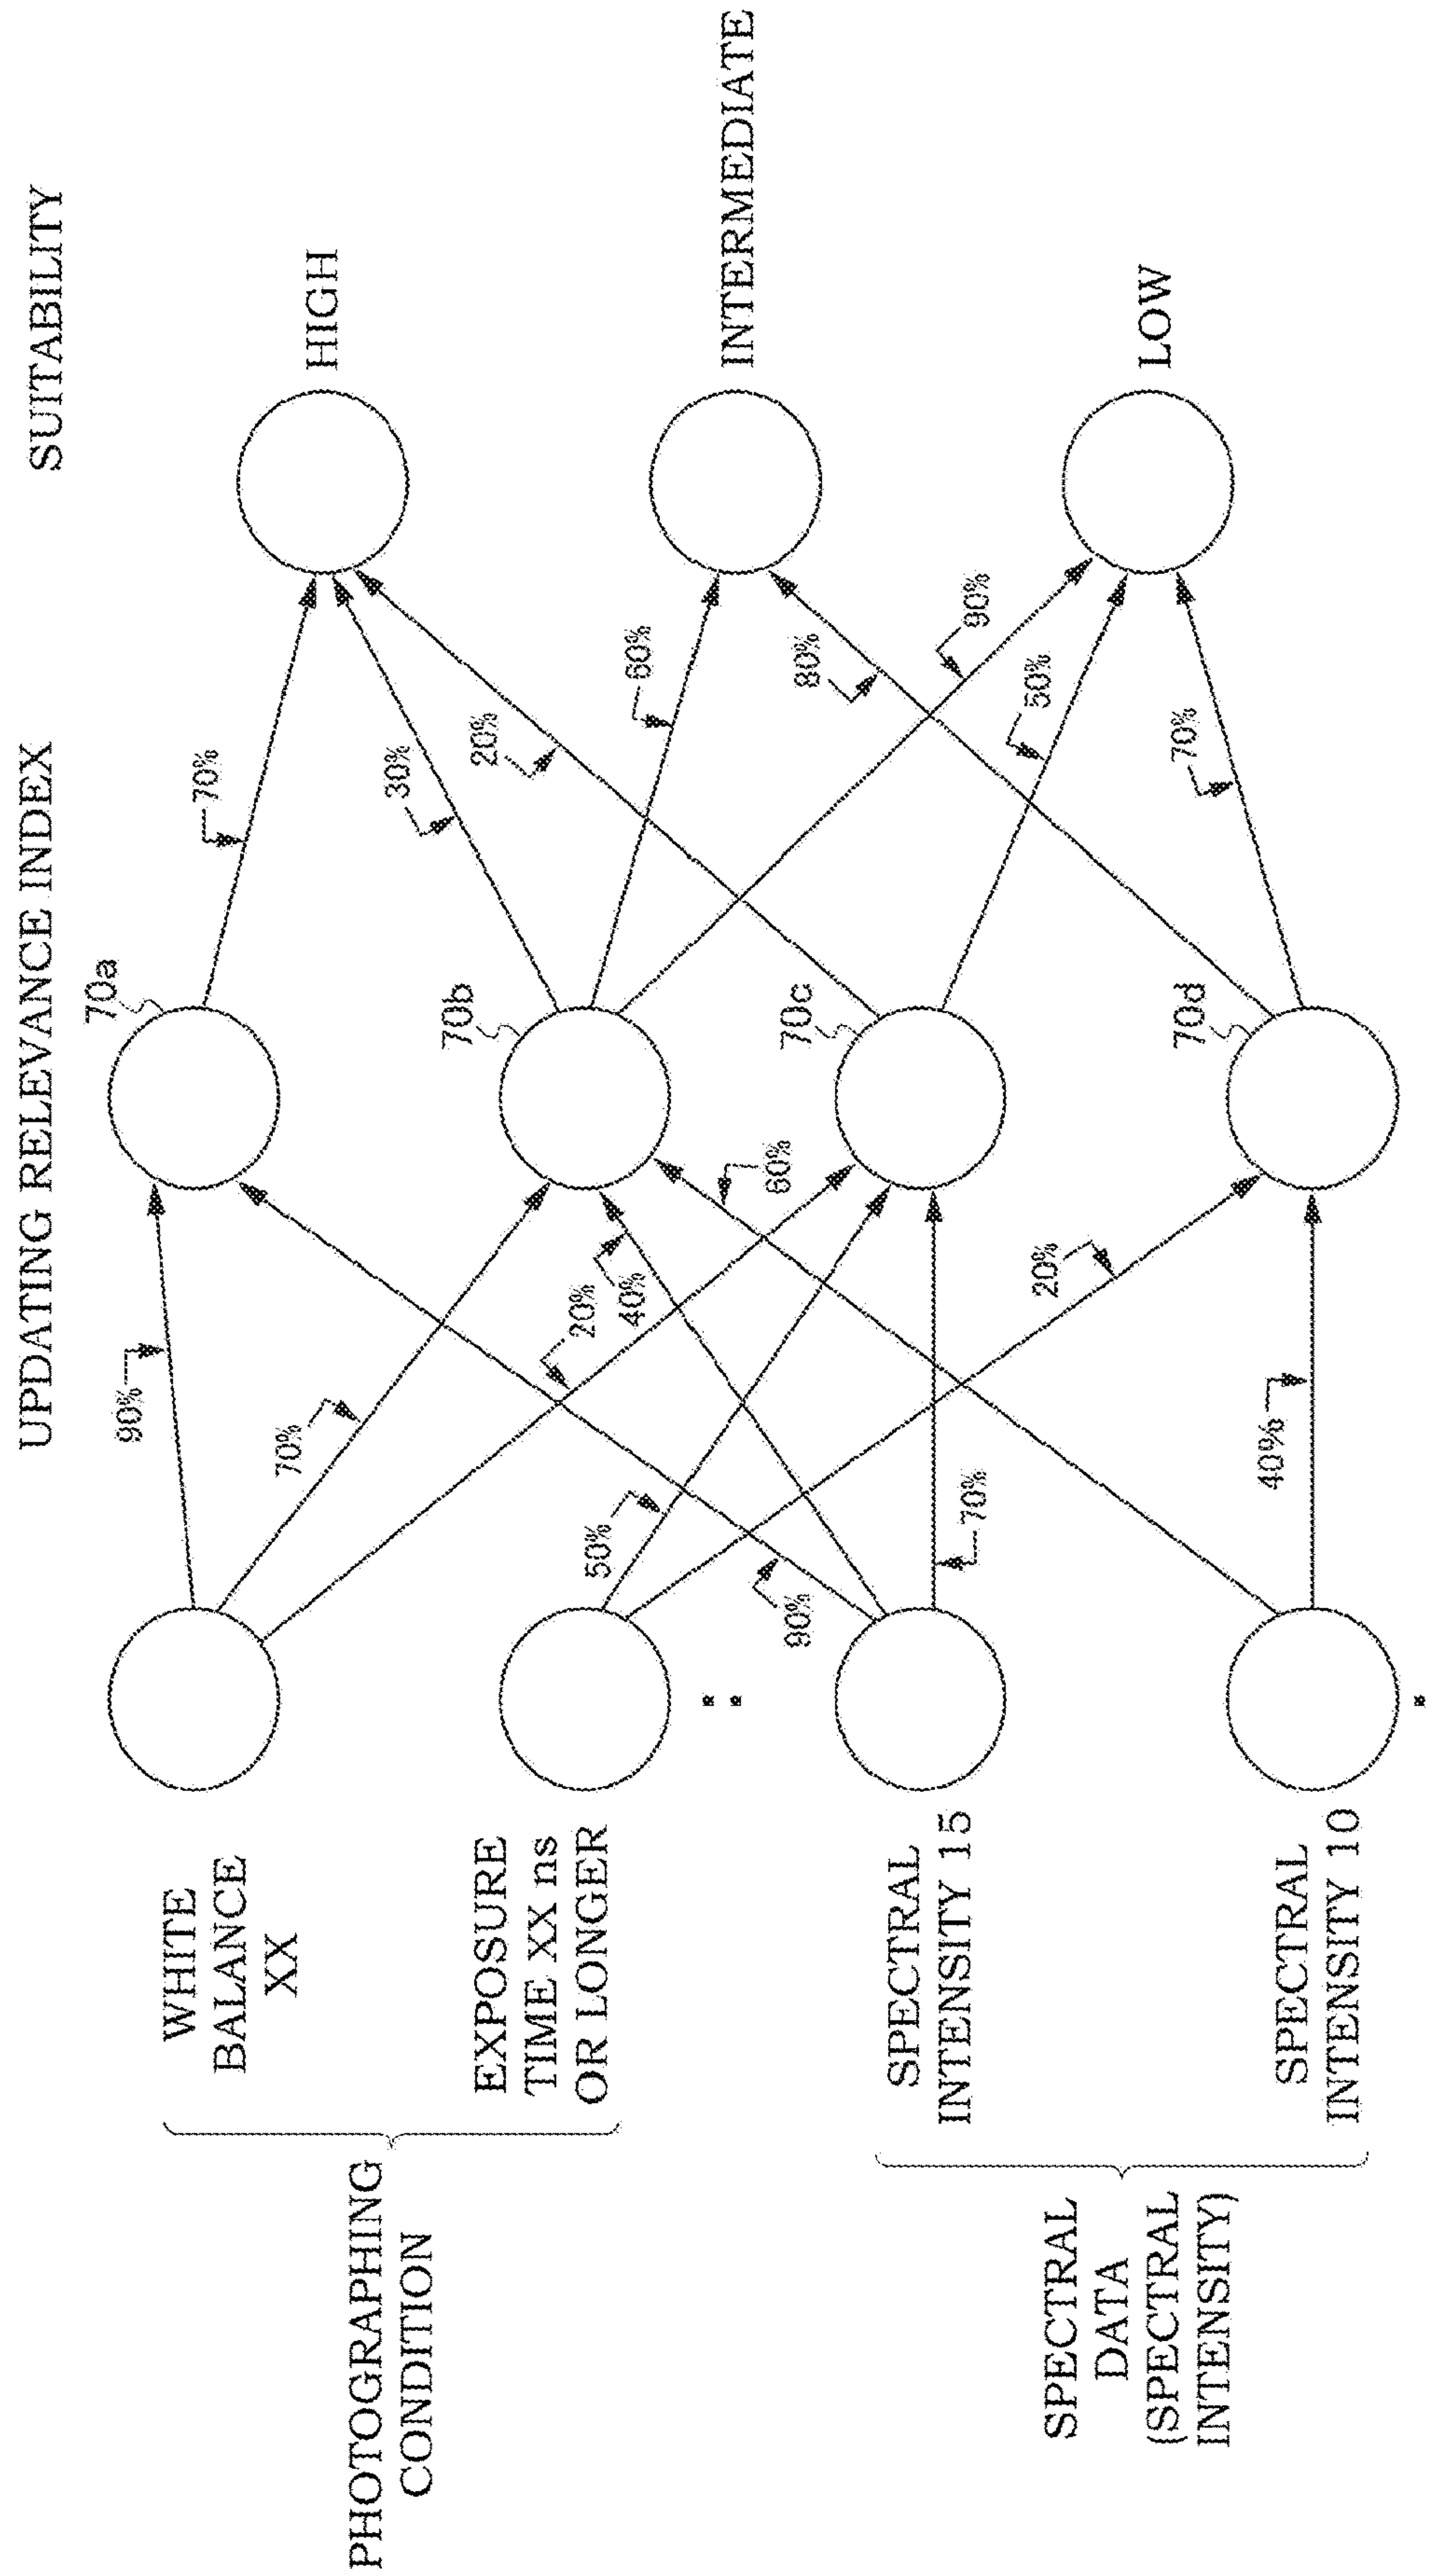 UPDATING RELEVANCE INDEX
SUITABILITY
PHOTOGRAPHING
CONDITION
WHITE
BALANCE
XX
EXPOSURE
TIME XX ns
OR LONGER
SPECTRAL
DATA
(SPECTRAL
INTENSITY)
SPECTRAL
INTENSITY 15
SPECTRAL
INTENSITY 10
90%
70%
20%
40%
50%
90%
70%
60%
20%
40%
70a
70b
70c
70d
70%
30%
20%
60%
80%
90%
50%
70%
HIGH
INTERMEDIATE
LOW